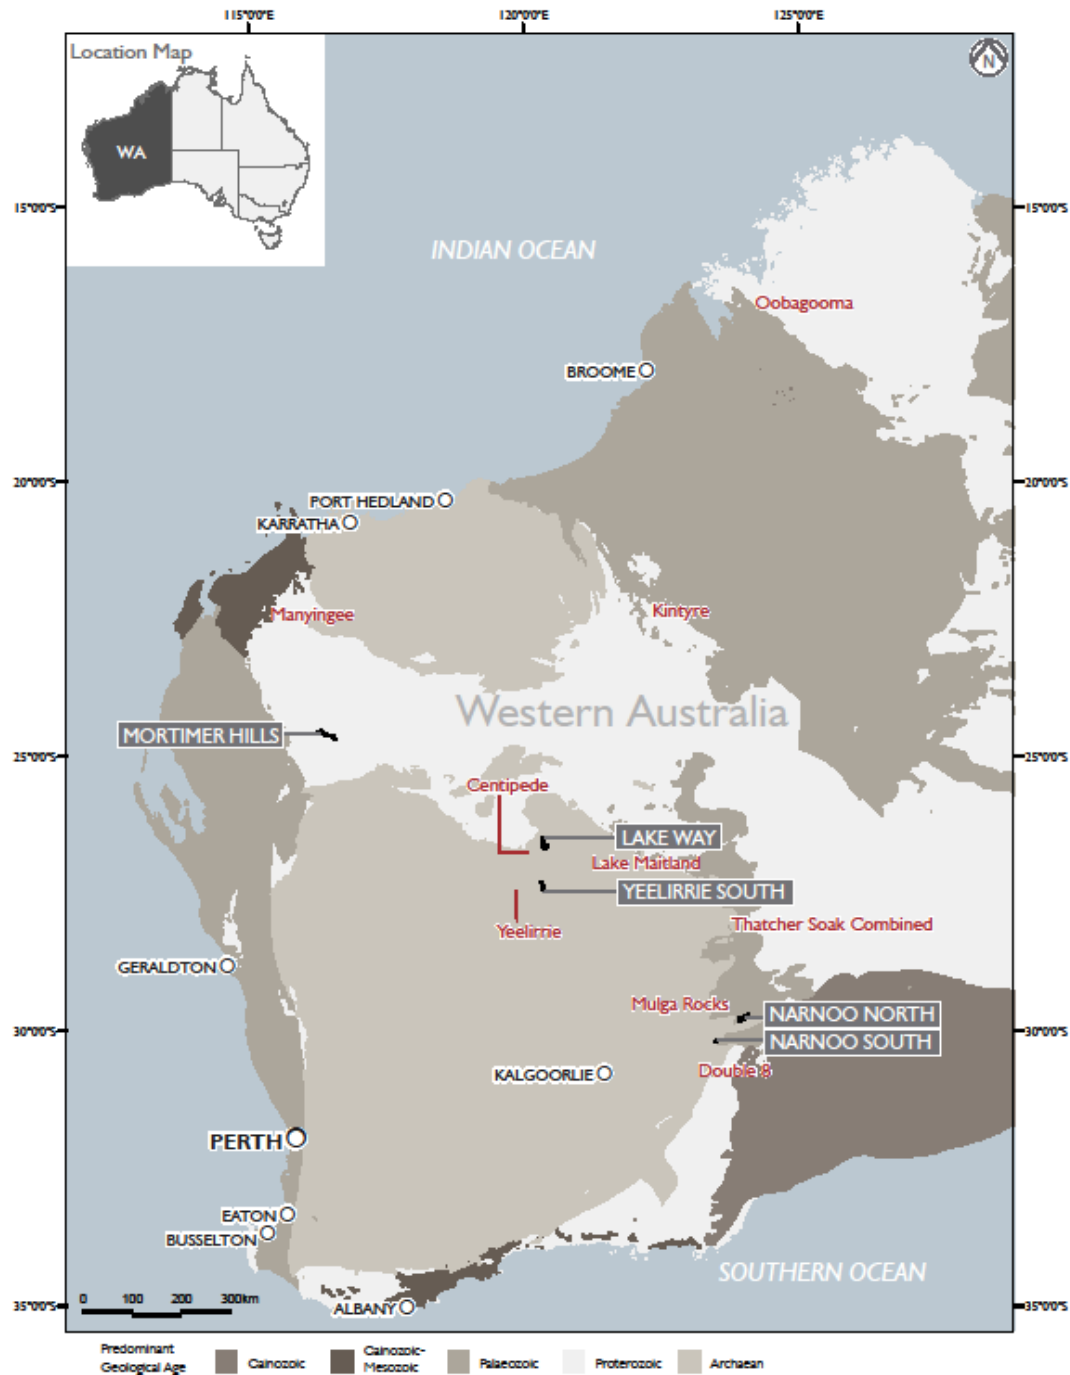 115°0'0"E 120°0'0"E 125°0'0"E
Location Map
N
WA
15°0'0"S 15°0'0"S
INDIAN OCEAN
Oobagooma
BROOME
20°0'0"S 20°0'0"S
PORT HEDLAND
KARRATHA
Manyingee
Kintyre
Western Australia
MORTIMER HILLS
25°0'0"S 25°0'0"S
Centipede
LAKE WAY
Lake Maitland
YEELIRRIE SOUTH
Yeelirrie
Thatcher Soak Combined
GERALDTON
Mulga Rocks
NARNOO NORTH
30°0'0"S 30°0'0"S
NARNOO SOUTH
Double 8
KALGOORLIE
PERTH
EATON
BUSSELTON
SOUTHERN OCEAN
0 100 200 300km
35°0'0"S 35°0'0"S
ALBANY
Predominant
Geological Age
Cainozoic
Cainozoic-
Mesozoic
Palaeozoic
Proterozoic
Archaean